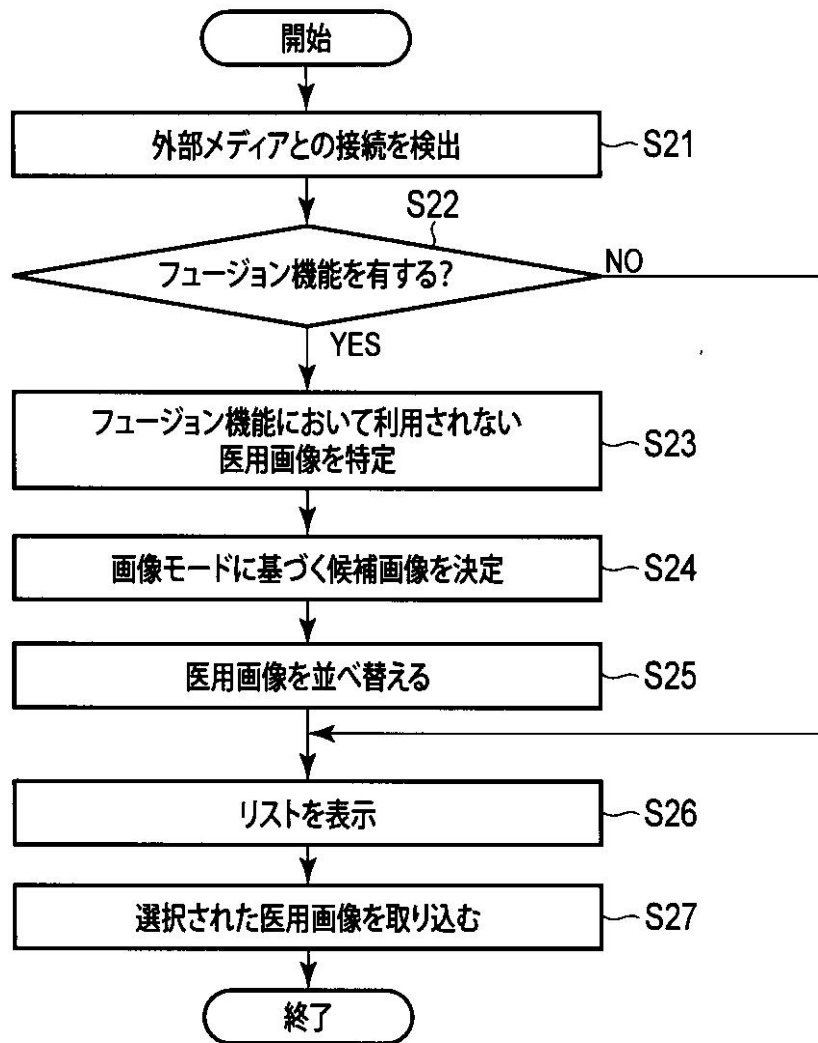 開始
外部メディアとの接続を検出
S21
S22
フュージョン機能を有する?
NO
YES
フュージョン機能において利用されない
医用画像を特定
S23
画像モードに基づく候補画像を決定
S24
医用画像を並べ替える
S25
リストを表示
S26
選択された医用画像を取り込む
S27
終了